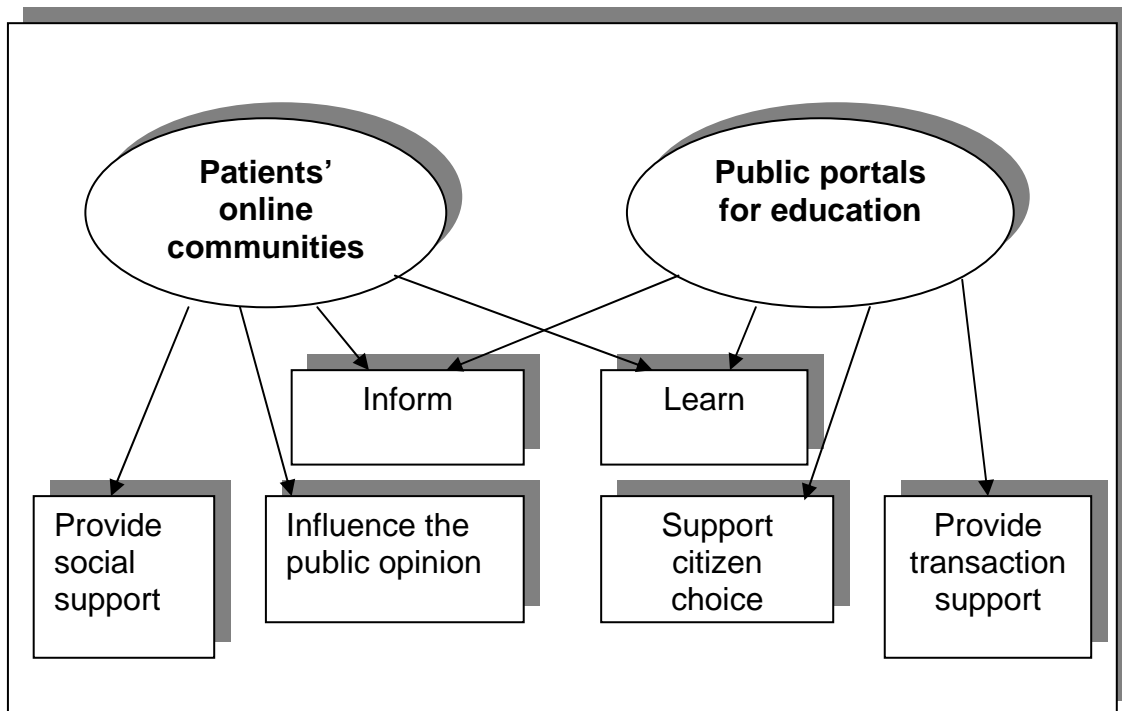 Patients’
online
communities
Public portals
for education
Inform
Learn
Provide
social
support
Influence the
public opinion
Support
citizen
choice
Provide
transaction
support